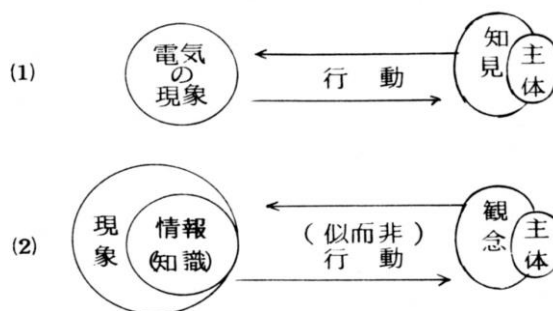 (1)
電気
の
現象
行動
知見
主体
(2)
現象
情報
(知識)
(似而非)
行動
観念
主体